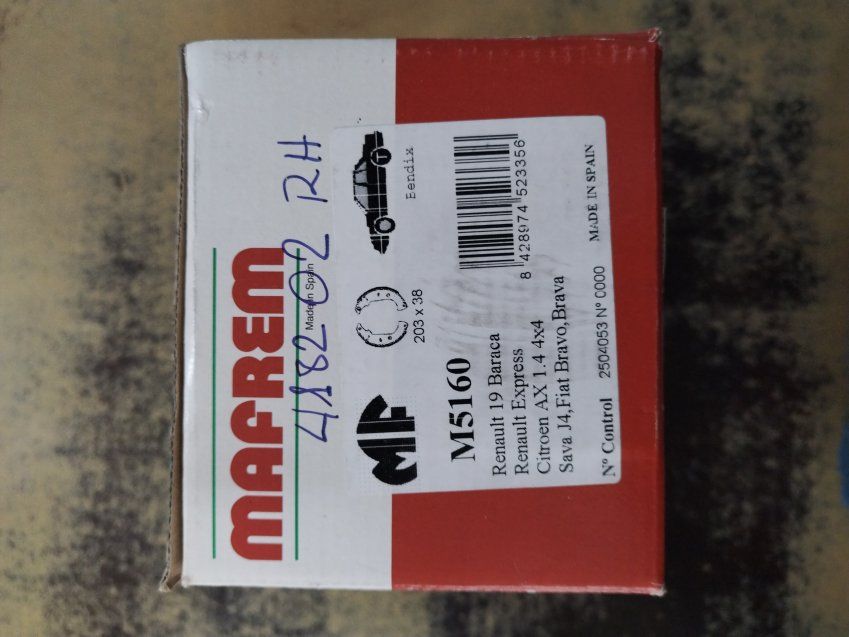 MAFREM
Made in Spain
4182 02 RH
MF
203 x 38
Bendix
M5160
Renault 19 Baraca
Renault Express
Citroen AX 1.4 4x4
Sava J4,Fiat Bravo,Brava
8 428974 523356
Nº Control 2504053 Nº 0000
MADE IN SPAIN